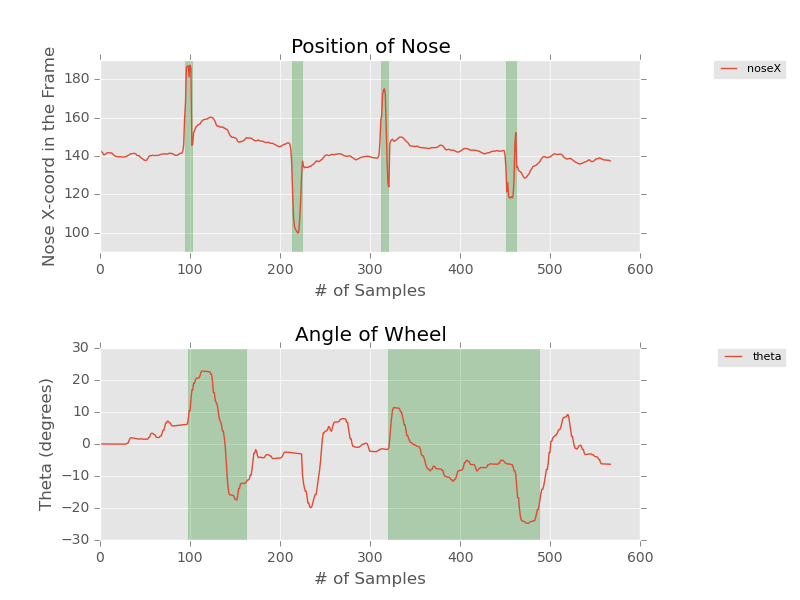 Position of Nose
Nose X-coord in the Frame
180
160
140
120
100
0 100 200 300 400 500 600
# of Samples
noseX
Angle of Wheel
Theta (degrees)
30
20
10
0
−10
−20
−30
0 100 200 300 400 500 600
# of Samples
theta